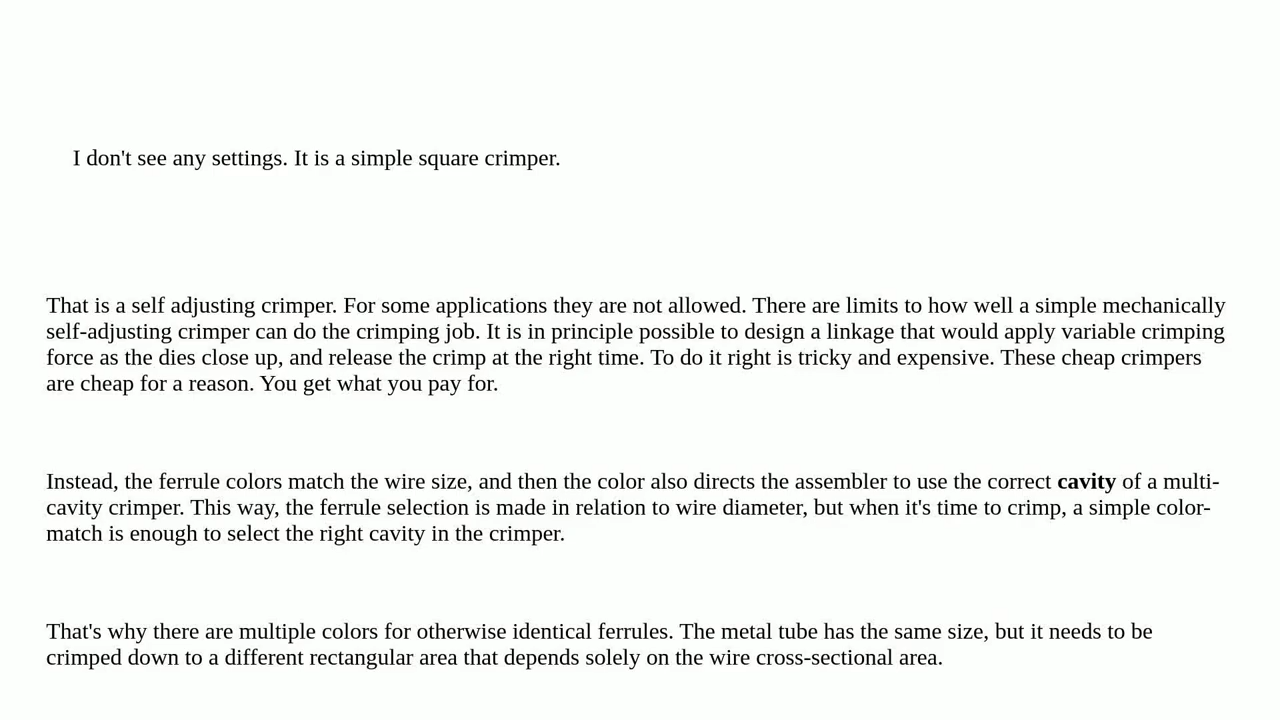 I don't see any settings. It is a simple square crimper.
That is a self adjusting crimper. For some applications they are not allowed. There are limits to how well a simple mechanically
self-adjusting crimper can do the crimping job. It is in principle possible to design a linkage that would apply variable crimping
force as the dies close up, and release the crimp at the right time. To do it right is tricky and expensive. These cheap crimpers
are cheap for a reason. You get what you pay for.
Instead, the ferrule colors match the wire size, and then the color also directs the assembler to use the correct cavity of a multi-
cavity crimper. This way, the ferrule selection is made in relation to wire diameter, but when it's time to crimp, a simple color-
match is enough to select the right cavity in the crimper.
That's why there are multiple colors for otherwise identical ferrules. The metal tube has the same size, but it needs to be
crimped down to a different rectangular area that depends solely on the wire cross-sectional area.